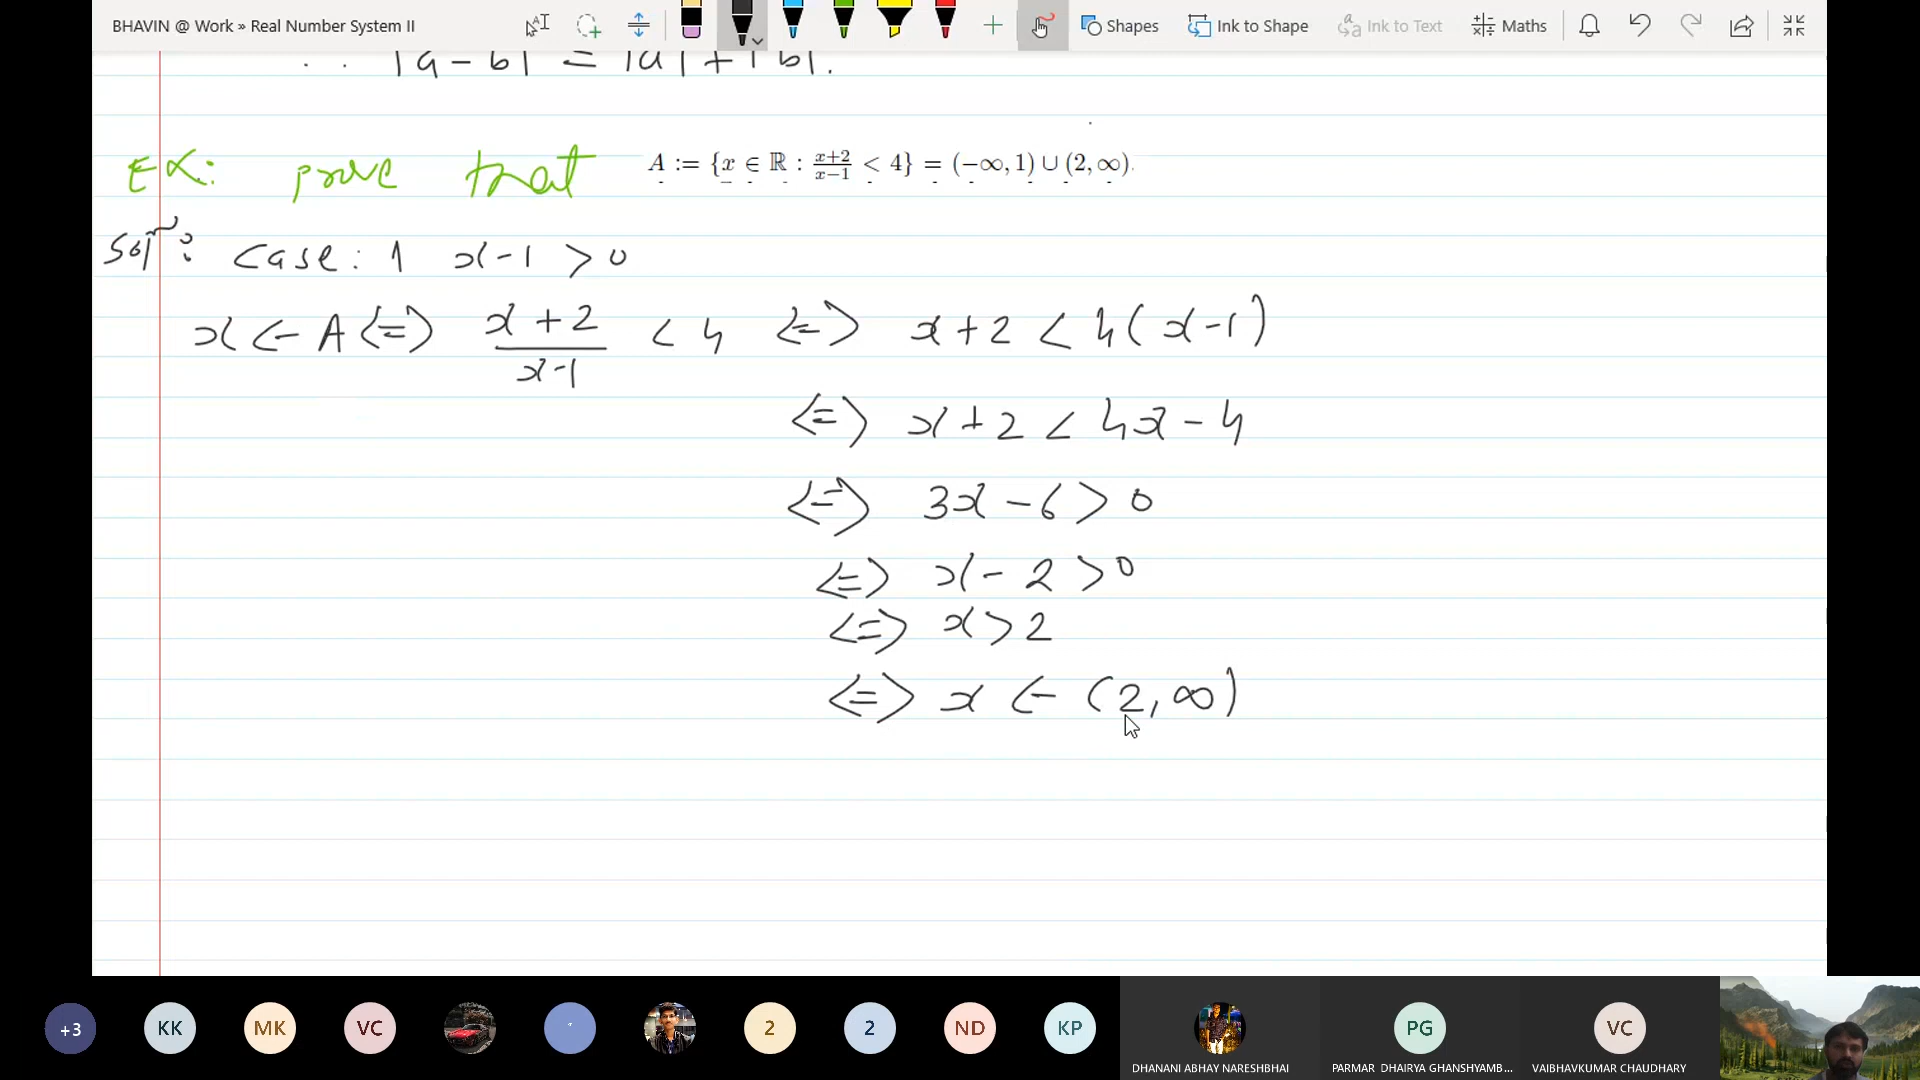 BHAVIN @ Work » Real Number System II
Shapes
Ink to Shape
Ink to Text
Maths
∴ |a - b| = |a| + |b|.
Ex: prove that A := {x ∈ ℝ : (x+2)/(x−1) < 4} = (−∞, 1) ∪ (2, ∞).
Sol^n: Case: 1 x-1 > 0
x ∈ A <=> (x+2)/(x-1) < 4 <=> x+2 < 4(x-1)
<=> x+2 < 4x-4
<=> 3x-6 > 0
<=> x-2 > 0
<=> x > 2
<=> x ∈ (2, ∞)
+3
KK
MK
VC
2
2
ND
KP
DHANANI ABHAY NARESHBHAI
PG
PARMAR DHAIRYA GHANSHYAMB...
VC
VAIBHAVKUMAR CHAUDHARY